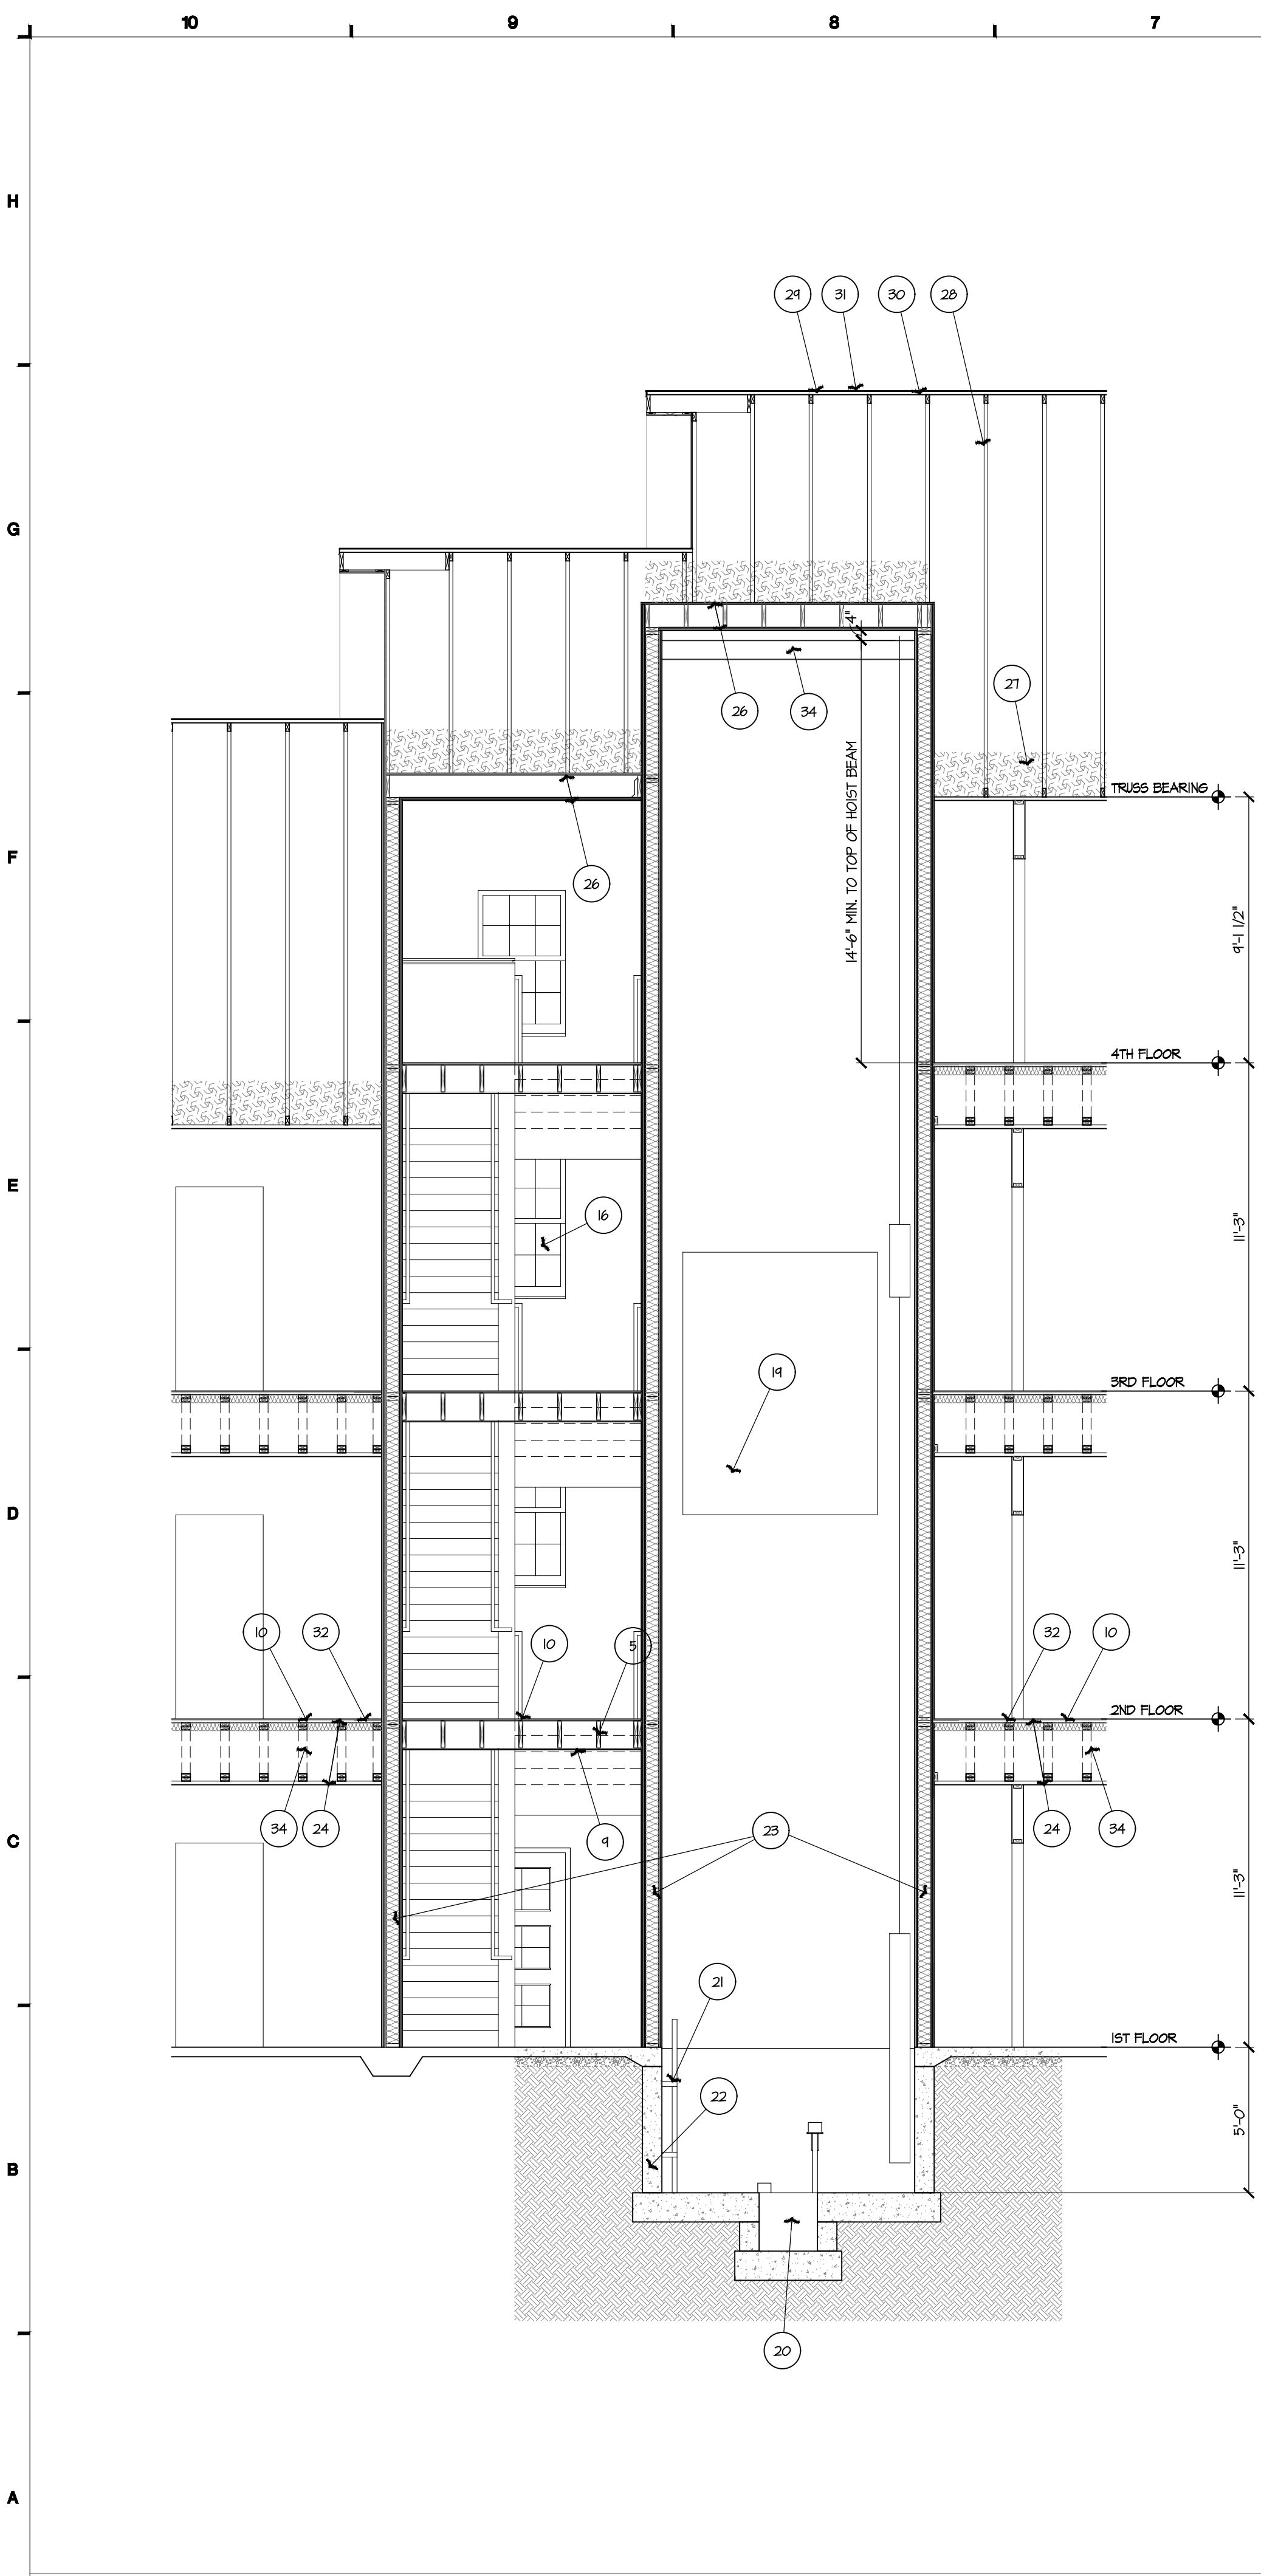 10 9 8 7
H
29 31 30 28
G
4"
27
26 34
TRUSS BEARING
14'-6" MIN. TO TOP OF HOIST BEAM
F
26
9'-1 1/2"
4TH FLOOR
E
16
11'-3"
19
3RD FLOOR
D
11'-3"
10 32 10 5 32 10
2ND FLOOR
34 24 9 23 24 34
C
11'-3"
21
1ST FLOOR
22
5'-0"
B
20
A